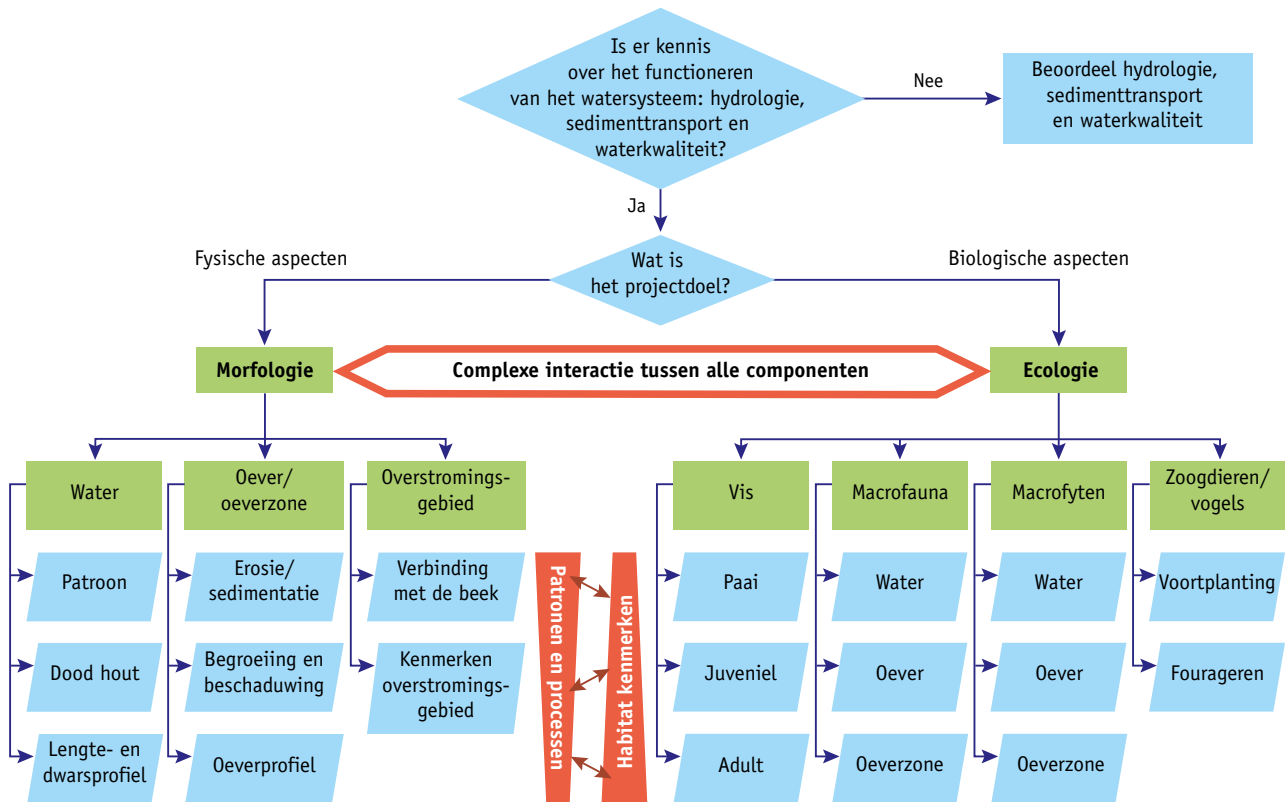 Is er kennis
over het functioneren
van het watersysteem: hydrologie,
sedimenttransport en
waterkwaliteit?
Nee
Beoordeel hydrologie,
sedimenttransport
en waterkwaliteit
Ja
Fysische aspecten
Wat is
het projectdoel?
Biologische aspecten
Morfologie
Complexe interactie tussen alle componenten
Ecologie
Water
Oever/
oeverzone
Overstromings-
gebied
Vis
Macrofauna
Macrofyten
Zoogdieren/
vogels
Patroon
Erosie/
sedimentatie
Verbinding
met de beek
Patronen en processen
Habitat kenmerken
Paai
Water
Water
Voortplanting
Dood hout
Begroeiing en
beschaduwing
Kenmerken
overstromings-
gebied
Juveniel
Oever
Oever
Fourageren
Lengte- en
dwarsprofiel
Oeverprofiel
Adult
Oeverzone
Oeverzone